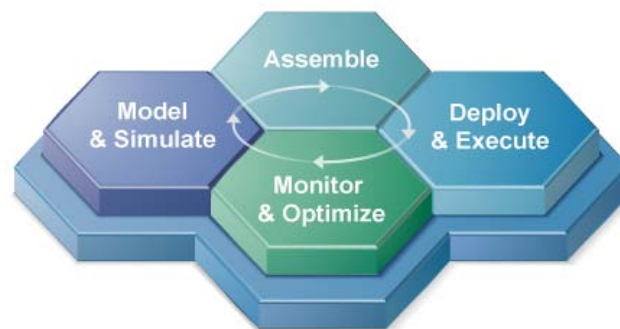 Assemble
Model
& Simulate
Deploy
& Execute
Monitor
& Optimize